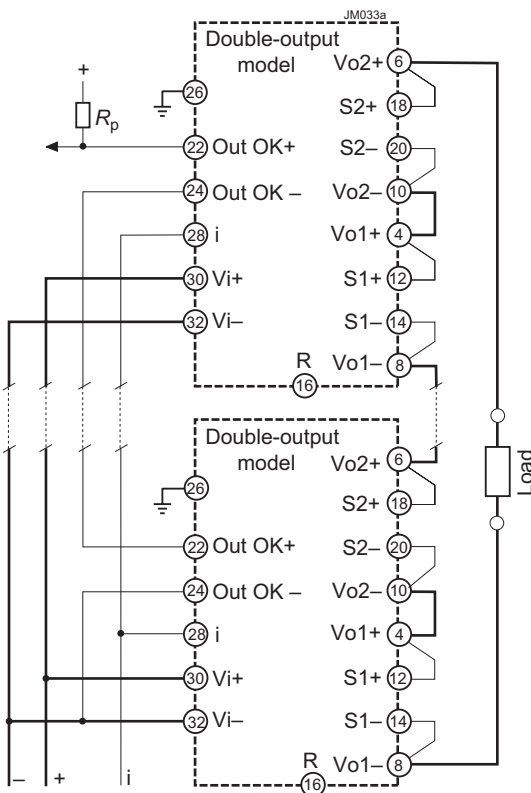 JM033a
Double-output
model
Vo2+ 6
26
S2+ 18
+
Rp
22 Out OK+
S2– 20
24 Out OK –
Vo2– 10
28 i
Vo1+ 4
30 Vi+
S1+ 12
32 Vi–
S1– 14
R
16
Vo1– 8
Double-output
model
Vo2+ 6
26
S2+ 18
Load
22 Out OK+
S2– 20
24 Out OK –
Vo2– 10
28 i
Vo1+ 4
30 Vi+
S1+ 12
32 Vi–
S1– 14
R
16
Vo1– 8
– + i